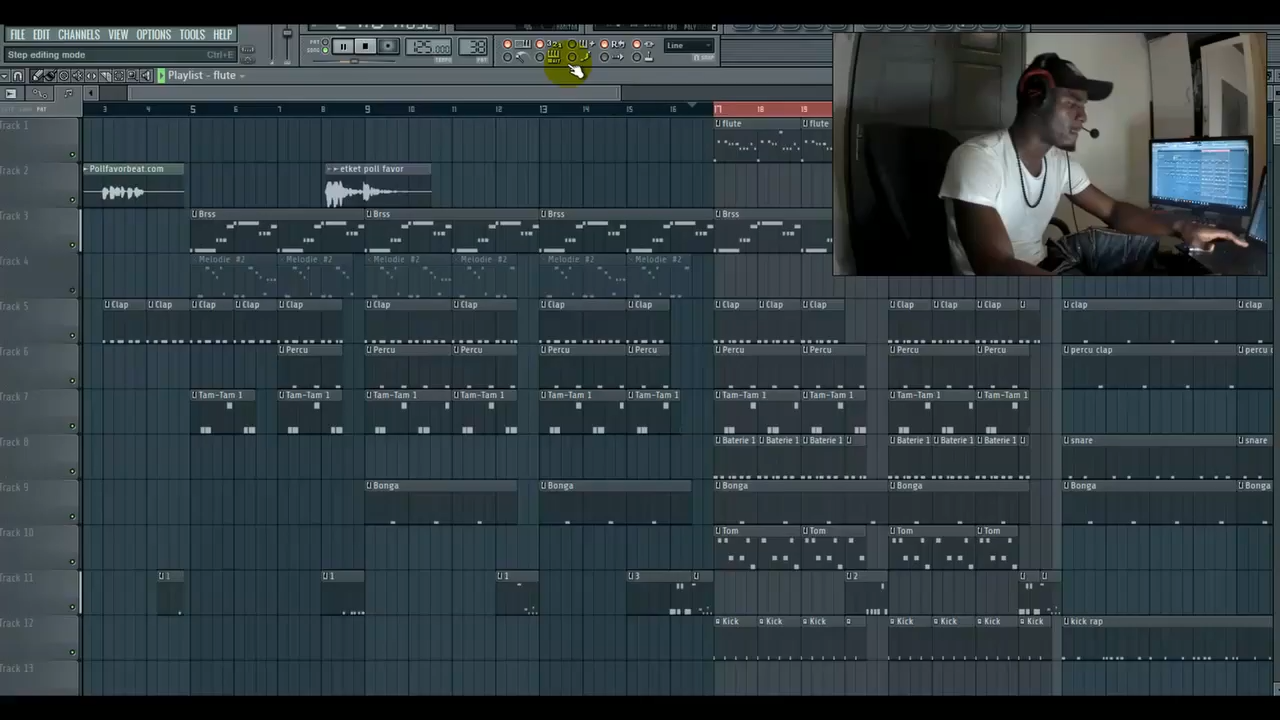 FILE EDIT CHANNELS VIEW OPTIONS TOOLS HELP
Step editing mode Ctrl+E
125.000
38
Line
Playlist - flute
3 4 5 6 7 8 9 10 11 12 13 14 15 16 17 18 19
Track 1 flute flute
Track 2 Pollfavorbeat.com etket poll favor
Track 3 Brss Brss Brss Brss
Track 4 Melodie #2 Melodie #2 Melodie #2 Melodie #2 Melodie #2 Melodie #2
Track 5 Clap Clap Clap Clap Clap Clap Clap Clap Clap Clap Clap Clap Clap Clap Clap clap clap
Track 6 Percu Percu Percu Percu Percu Percu Percu Percu Percu percu clap
Track 7 Tam-Tam 1 Tam-Tam 1 Tam-Tam 1 Tam-Tam 1 Tam-Tam 1 Tam-Tam 1 Tam-Tam 1 Tam-Tam 1 Tam-Tam 1 Tam-Tam 1
Track 8 Baterie 1 Baterie 1 Baterie 1 Baterie 1 Baterie 1 Baterie 1 snare snare
Track 9 Bonga Bonga Bonga Bonga Bonga Bonga
Track 10 Tom Tom Tom Tom
Track 11 1 1 1 3 2
Track 12 Kick Kick Kick Kick Kick Kick Kick kick rap
Track 13